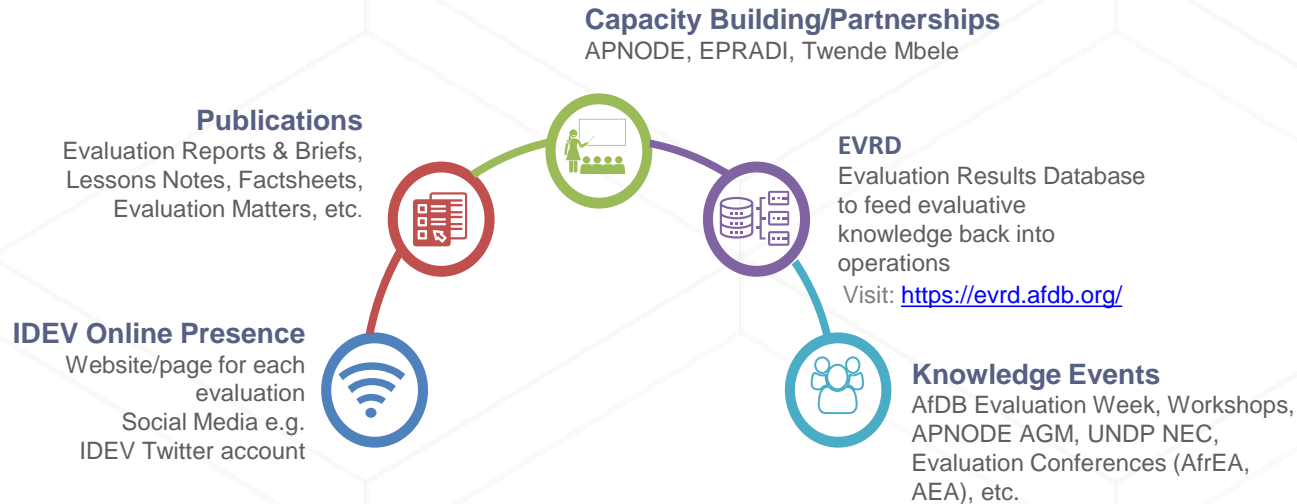 Capacity Building/Partnerships
APNODE, EPRADI, Twende Mbele
Publications
Evaluation Reports & Briefs,
Lessons Notes, Factsheets,
Evaluation Matters, etc.
EVRD
Evaluation Results Database
to feed evaluative
knowledge back into
operations
Visit: https://evrd.afdb.org/
IDEV Online Presence
Website/page for each
evaluation
Social Media e.g.
IDEV Twitter account
Knowledge Events
AfDB Evaluation Week, Workshops,
APNODE AGM, UNDP NEC,
Evaluation Conferences (AfrEA,
AEA), etc.